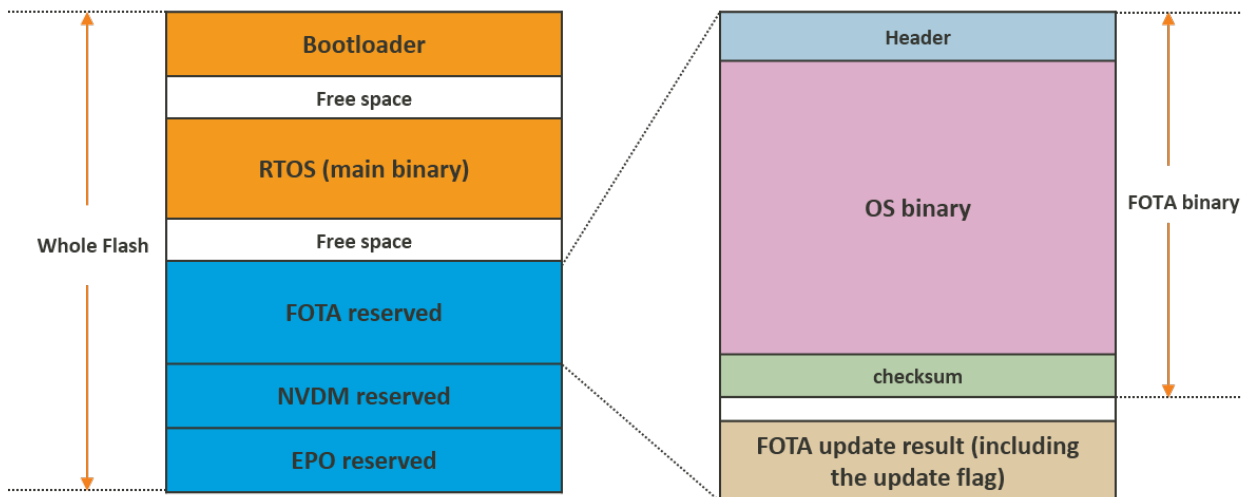 Bootloader
Free space
RTOS (main binary)
Free space
Whole Flash
FOTA reserved
NVDM reserved
EPO reserved
Header
OS binary
FOTA binary
checksum
FOTA update result (including
the update flag)